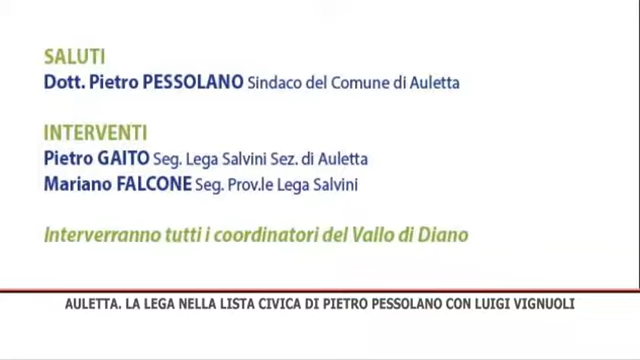 SALUTI
Dott. Pietro PESSOLANO Sindaco del Comune di Auletta
INTERVENTI
Pietro GAITO Seg. Lega Salvini Sez. di Auletta
Mariano FALCONE Seg. Prov.le Lega Salvini
Interverranno tutti i coordinatori del Vallo di Diano
AULETTA. LA LEGA NELLA LISTA CIVICA DI PIETRO PESSOLANO CON LUIGI VIGNUOLI